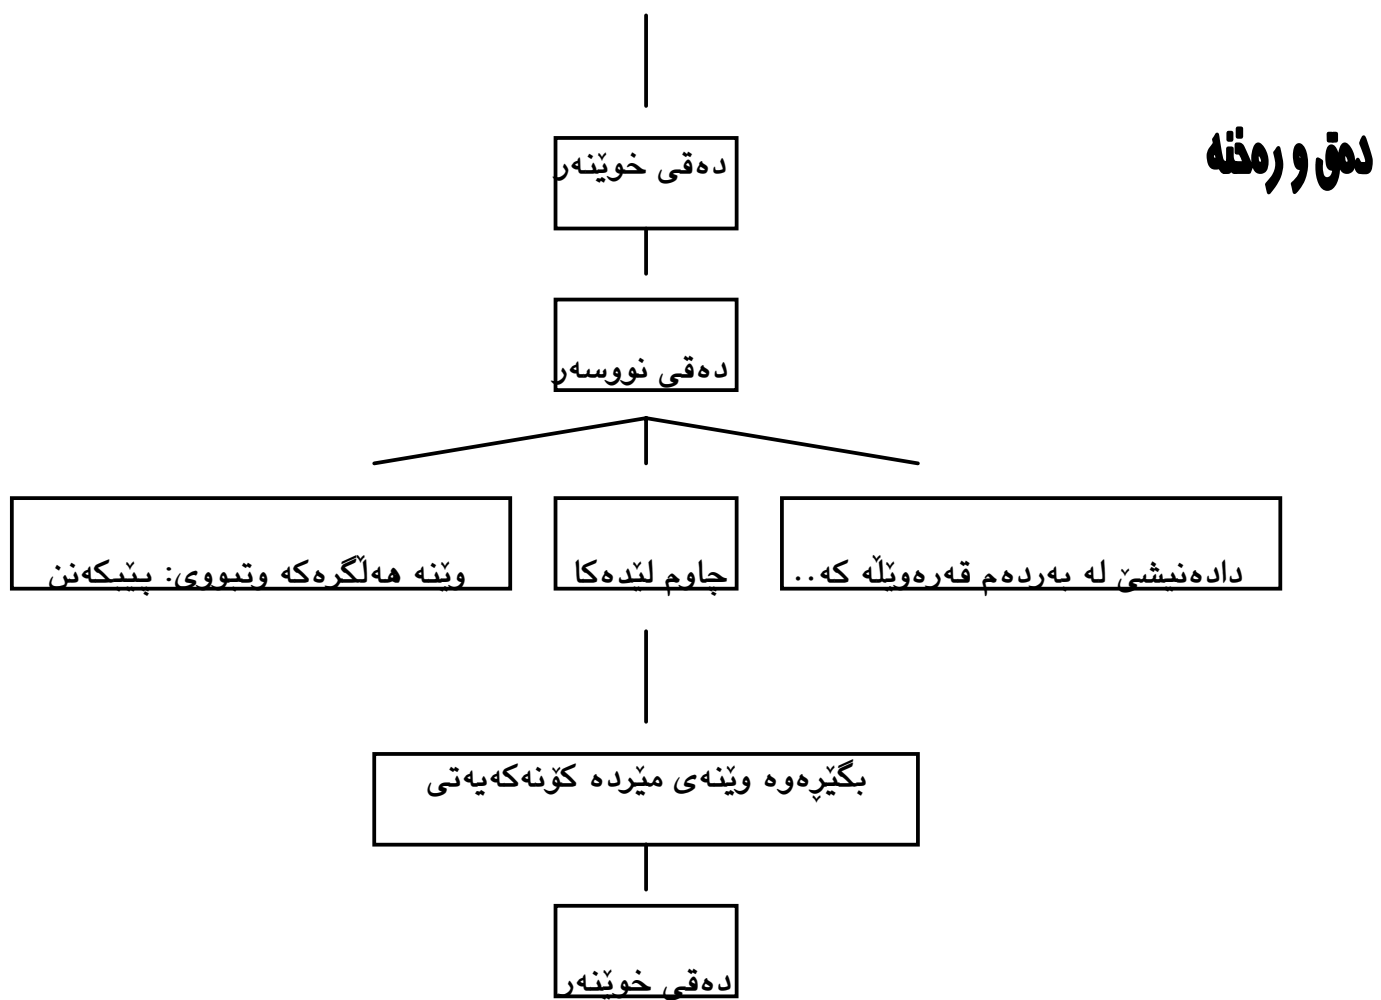 دەق و رەخنە
دەقی خوێنەر
دەقی نووسەر
دادەنیشێ لە بەردەم قەرەوێڵە کە..
چاوم لێدەکا
وێنە هەڵگرەکە وتبووی: پێبکەنن
بگێڕەوە وێنەی مێردە کۆنەکەیەتی
دەقی خوێنەر